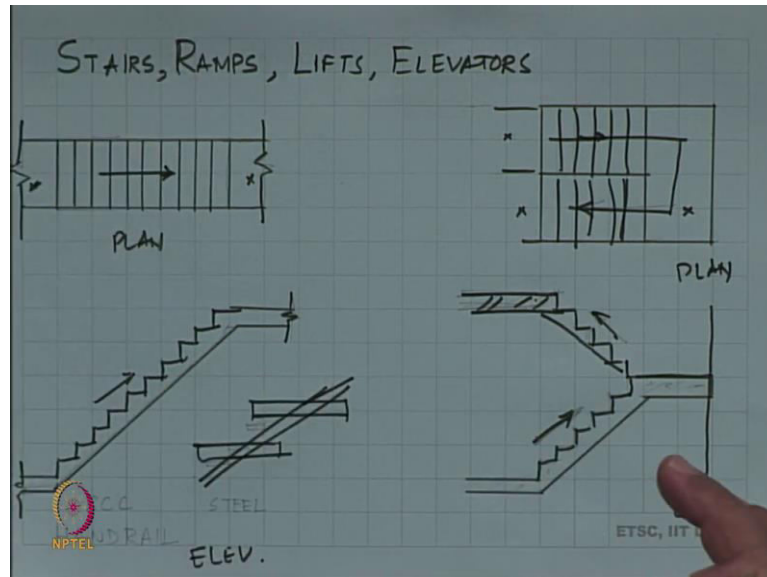 STAIRS, RAMPS, LIFTS, ELEVATORS
PLAN
PLAN
STEEL
NPTEL
ELEV.
ETSC, IIT